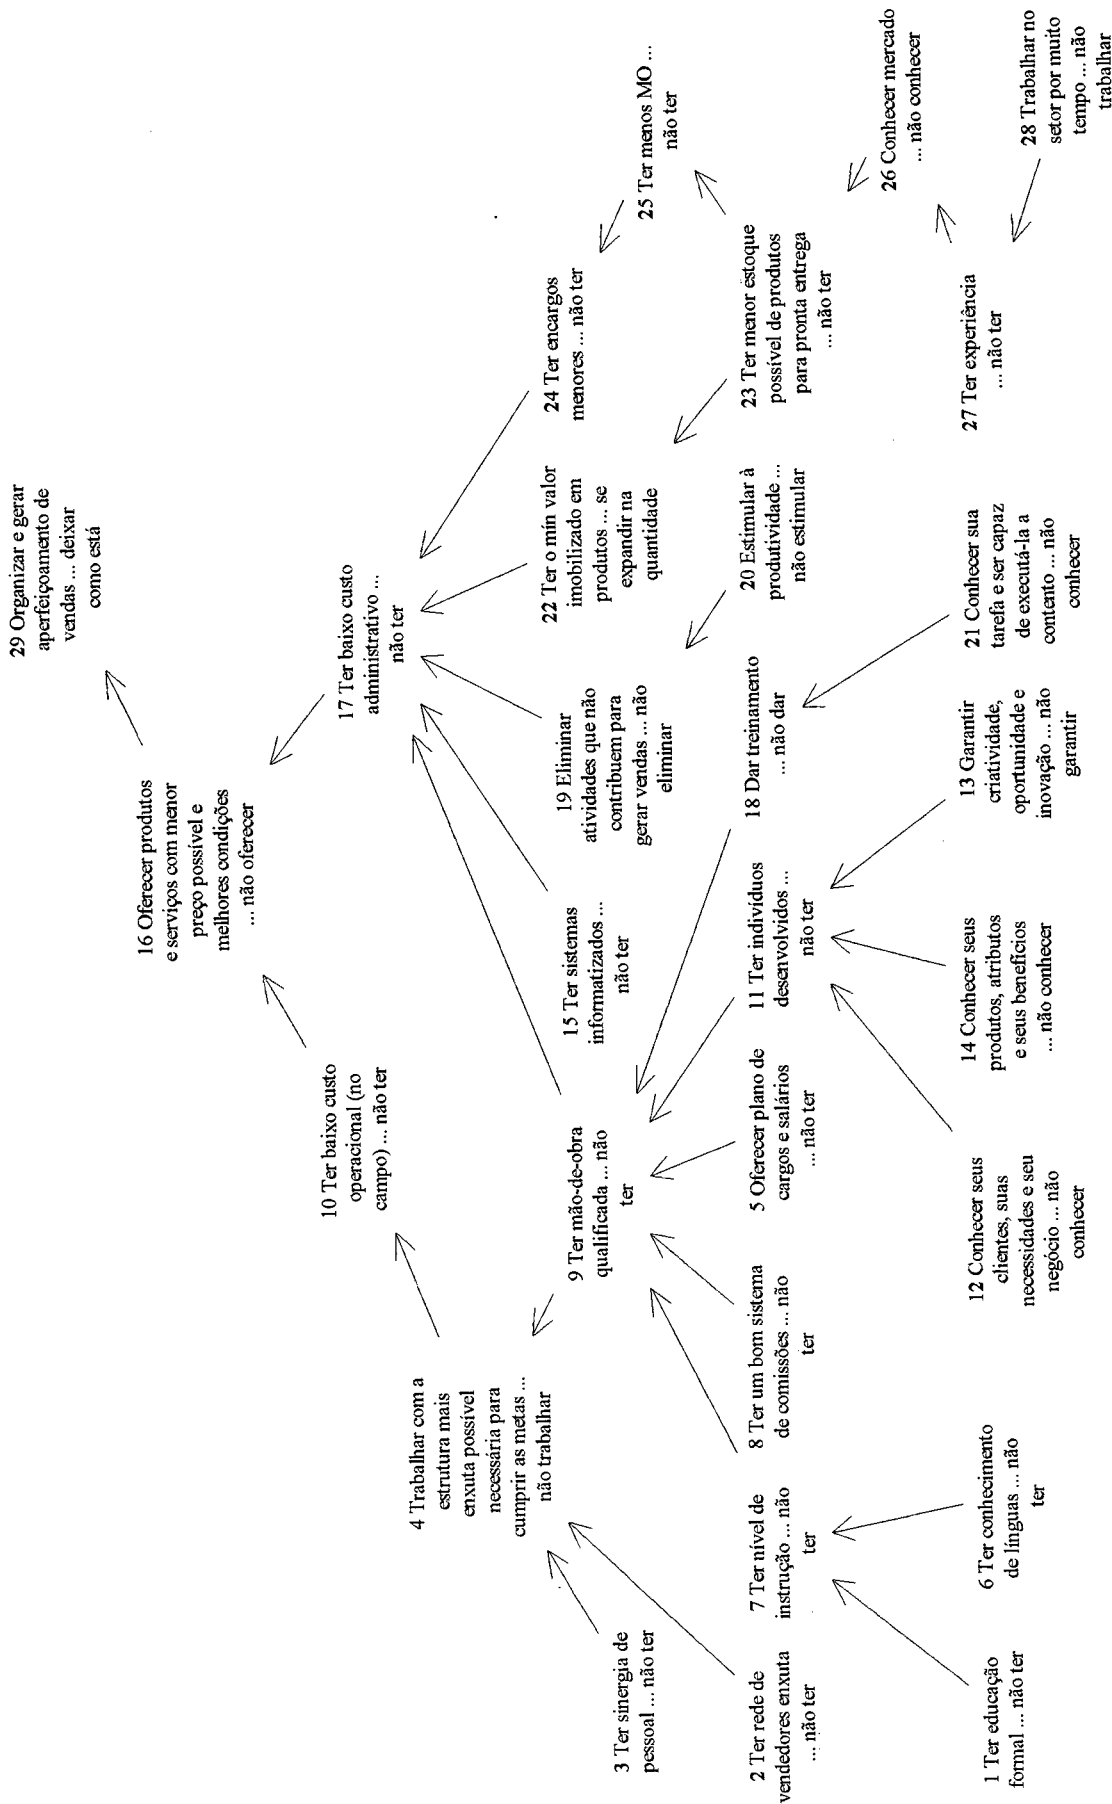 29 Organizar e gerar
aperfeiçoamento de
vendas ... deixar
como está
16 Oferecer produtos
e serviços com menor
preço possível e
melhores condições
... não oferecer
10 Ter baixo custo
operacional (no
campo) ... não ter
17 Ter baixo custo
administrativo ...
não ter
4 Trabalhar com a
estrutura mais
enxuta possível
necessária para
cumprir as metas ...
não trabalhar
3 Ter sinergia de
pessoal ... não ter
9 Ter mão-de-obra
qualificada ... não
ter
15 Ter sistemas
informatizados ...
não ter
19 Eliminar
atividades que não
contribuem para
gerar vendas ... não
eliminar
22 Ter o mín valor
imobilizado em
produtos ... se
expandir na
quantidade
24 Ter encargos
menores ... não ter
25 Ter menos MO ...
não ter
2 Ter rede de
vendedores enxuta
... não ter
7 Ter nível de
instrução ... não
ter
8 Ter um bom sistema
de comissões ... não
ter
5 Oferecer plano de
cargos e salários
... não ter
11 Ter indivíduos
desenvolvidos ...
não ter
18 Dar treinamento
... não dar
20 Estimular à
produtividade ...
não estimular
23 Ter menor estoque
possível de produtos
para pronta entrega
... não ter
26 Conhecer mercado
... não conhecer
1 Ter educação
formal ... não ter
6 Ter conhecimento
de línguas ... não
ter
12 Conhecer seus
clientes, suas
necessidades e seu
negócio ... não
conhecer
14 Conhecer seus
produtos, atributos
e seus benefícios
... não conhecer
13 Garantir
criatividade,
oportunidade e
inovação ... não
garantir
21 Conhecer sua
tarefa e ser capaz
de executá-la a
contento ... não
conhecer
27 Ter experiência
... não ter
28 Trabalhar no
setor por muito
tempo ... não
trabalhar